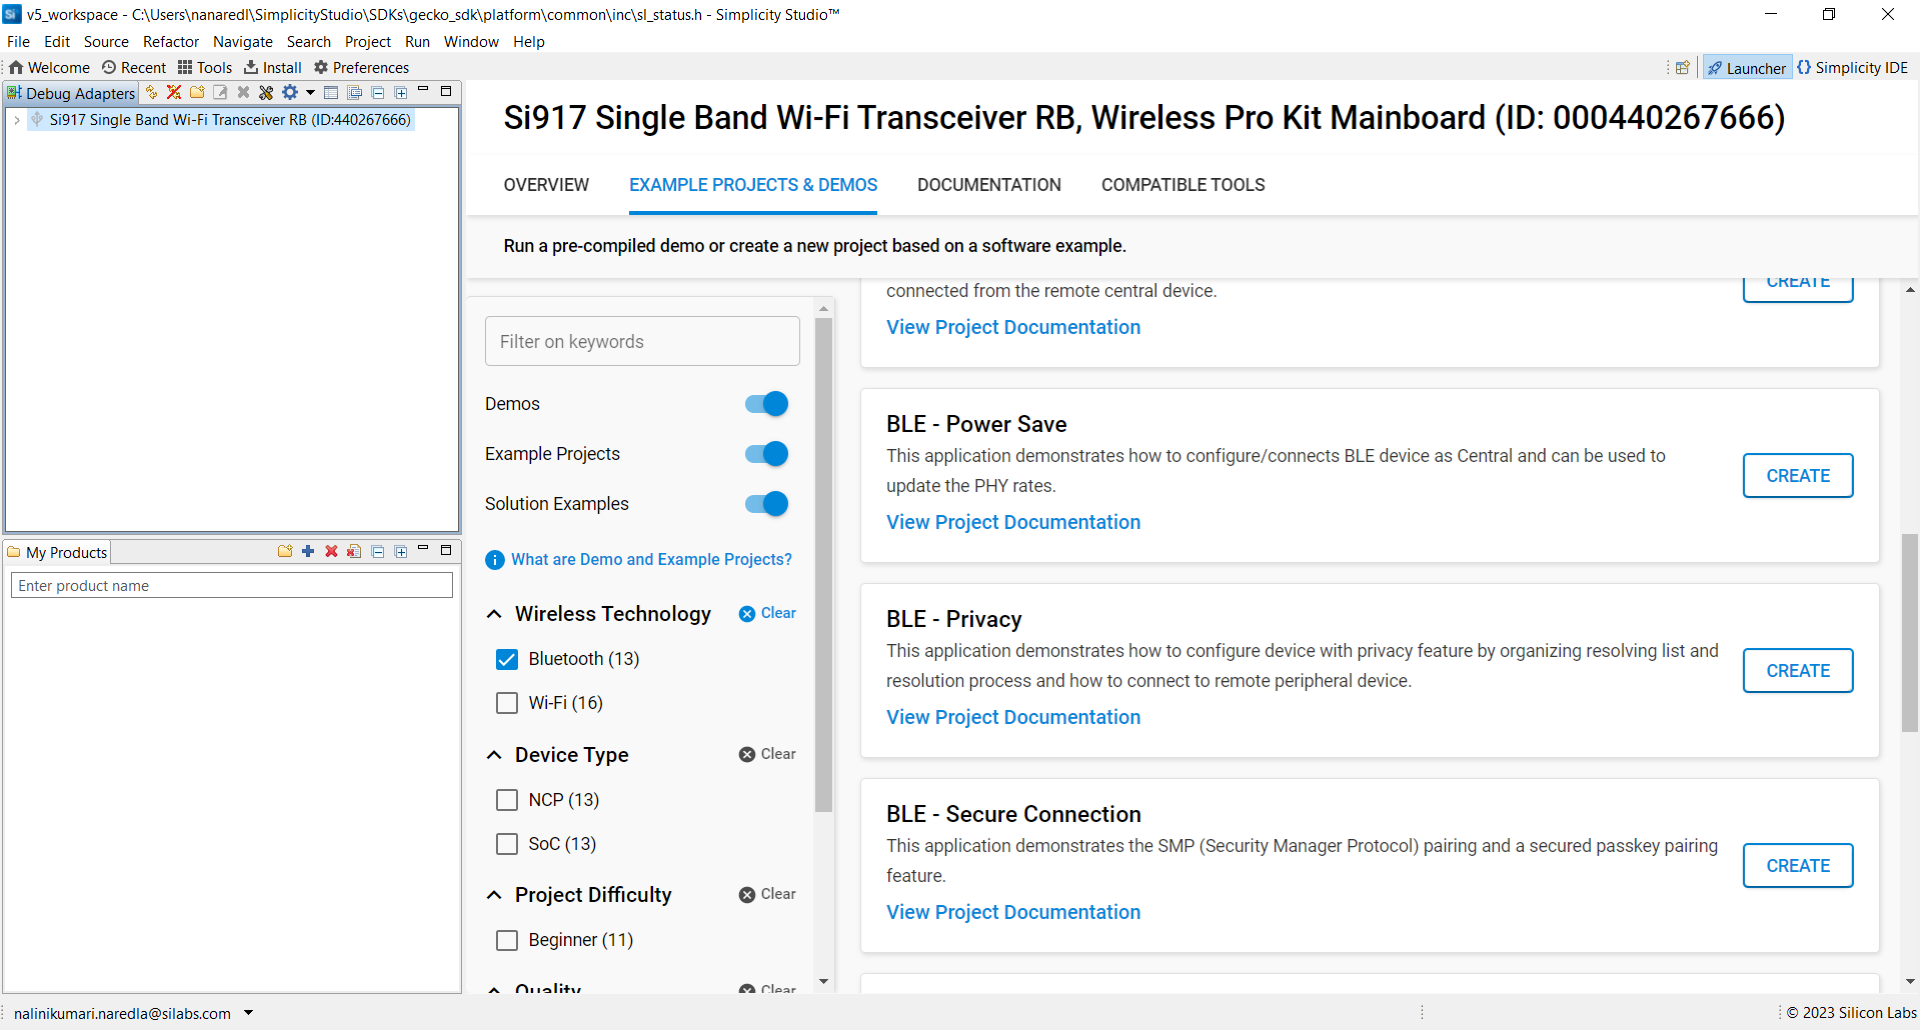 Si v5_workspace - C:\Users\nanaredl\SimplicityStudio\SDKs\gecko_sdk\platform\common\inc\sl_status.h - Simplicity Studio™
File Edit Source Refactor Navigate Search Project Run Window Help
Welcome Recent Tools Install Preferences
Launcher {} Simplicity IDE
Debug Adapters
Si917 Single Band Wi-Fi Transceiver RB (ID:440267666)
My Products
Enter product name
Si917 Single Band Wi-Fi Transceiver RB, Wireless Pro Kit Mainboard (ID: 000440267666)
OVERVIEW EXAMPLE PROJECTS & DEMOS DOCUMENTATION COMPATIBLE TOOLS
Run a pre-compiled demo or create a new project based on a software example.
Filter on keywords
Demos
Example Projects
Solution Examples
What are Demo and Example Projects?
Wireless Technology Clear
Bluetooth (13)
Wi-Fi (16)
Device Type Clear
NCP (13)
SoC (13)
Project Difficulty Clear
Beginner (11)
Quality Clear
connected from the remote central device.
CREATE
View Project Documentation
BLE - Power Save
This application demonstrates how to configure/connects BLE device as Central and can be used to
update the PHY rates.
CREATE
View Project Documentation
BLE - Privacy
This application demonstrates how to configure device with privacy feature by organizing resolving list and
resolution process and how to connect to remote peripheral device.
CREATE
View Project Documentation
BLE - Secure Connection
This application demonstrates the SMP (Security Manager Protocol) pairing and a secured passkey pairing
feature.
CREATE
View Project Documentation
nalinikumari.naredla@silabs.com
© 2023 Silicon Labs